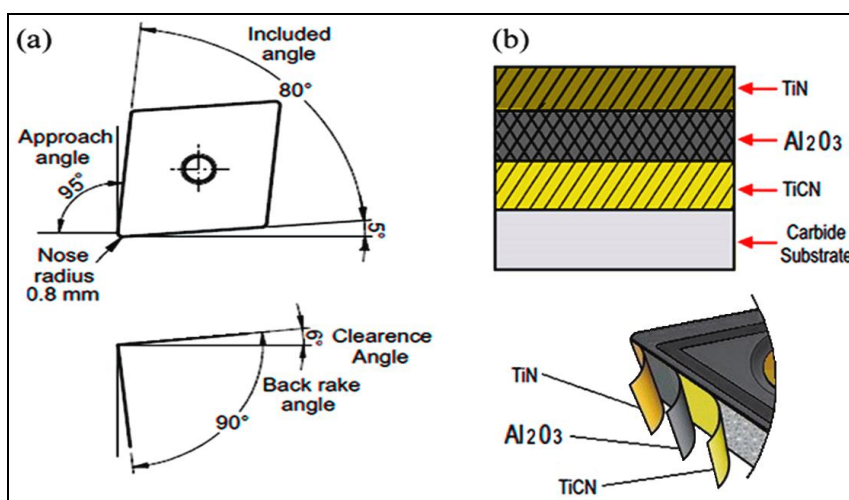 (a)
Included
angle
80°
Approach
angle
95°
5°
Nose
radius
0.8 mm
6°
Clearence
Angle
Back rake
angle
90°
(b)
TiN
Al2O3
TiCN
Carbide
Substrate
TiN
Al2O3
TiCN